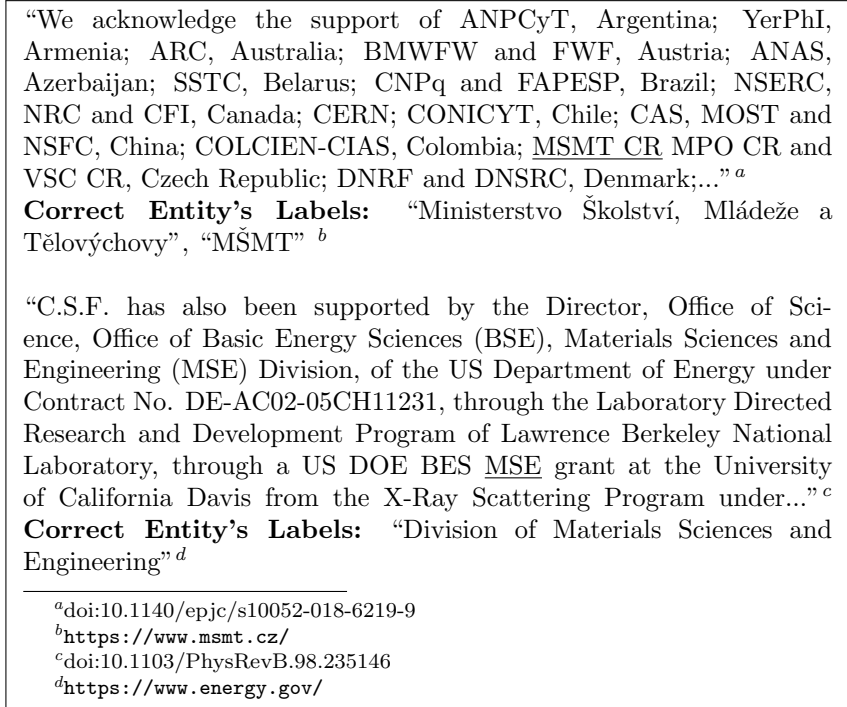 “We acknowledge the support of ANPCyT, Argentina; YerPhI,
Armenia; ARC, Australia; BMWFW and FWF, Austria; ANAS,
Azerbaijan; SSTC, Belarus; CNPq and FAPESP, Brazil; NSERC,
NRC and CFI, Canada; CERN; CONICYT, Chile; CAS, MOST and
NSFC, China; COLCIEN-CIAS, Colombia; MSMT CR MPO CR and
VSC CR, Czech Republic; DNRF and DNSRC, Denmark;...” a
Correct Entity’s Labels: “Ministerstvo Školství, Mládeže a
Tělovýchovy”, “MŠMT” b
“C.S.F. has also been supported by the Director, Office of Sci-
ence, Office of Basic Energy Sciences (BSE), Materials Sciences and
Engineering (MSE) Division, of the US Department of Energy under
Contract No. DE-AC02-05CH11231, through the Laboratory Directed
Research and Development Program of Lawrence Berkeley National
Laboratory, through a US DOE BES MSE grant at the University
of California Davis from the X-Ray Scattering Program under...” c
Correct Entity’s Labels: “Division of Materials Sciences and
Engineering” d
a doi:10.1140/epjc/s10052-018-6219-9
b https://www.msmt.cz/
c doi:10.1103/PhysRevB.98.235146
d https://www.energy.gov/